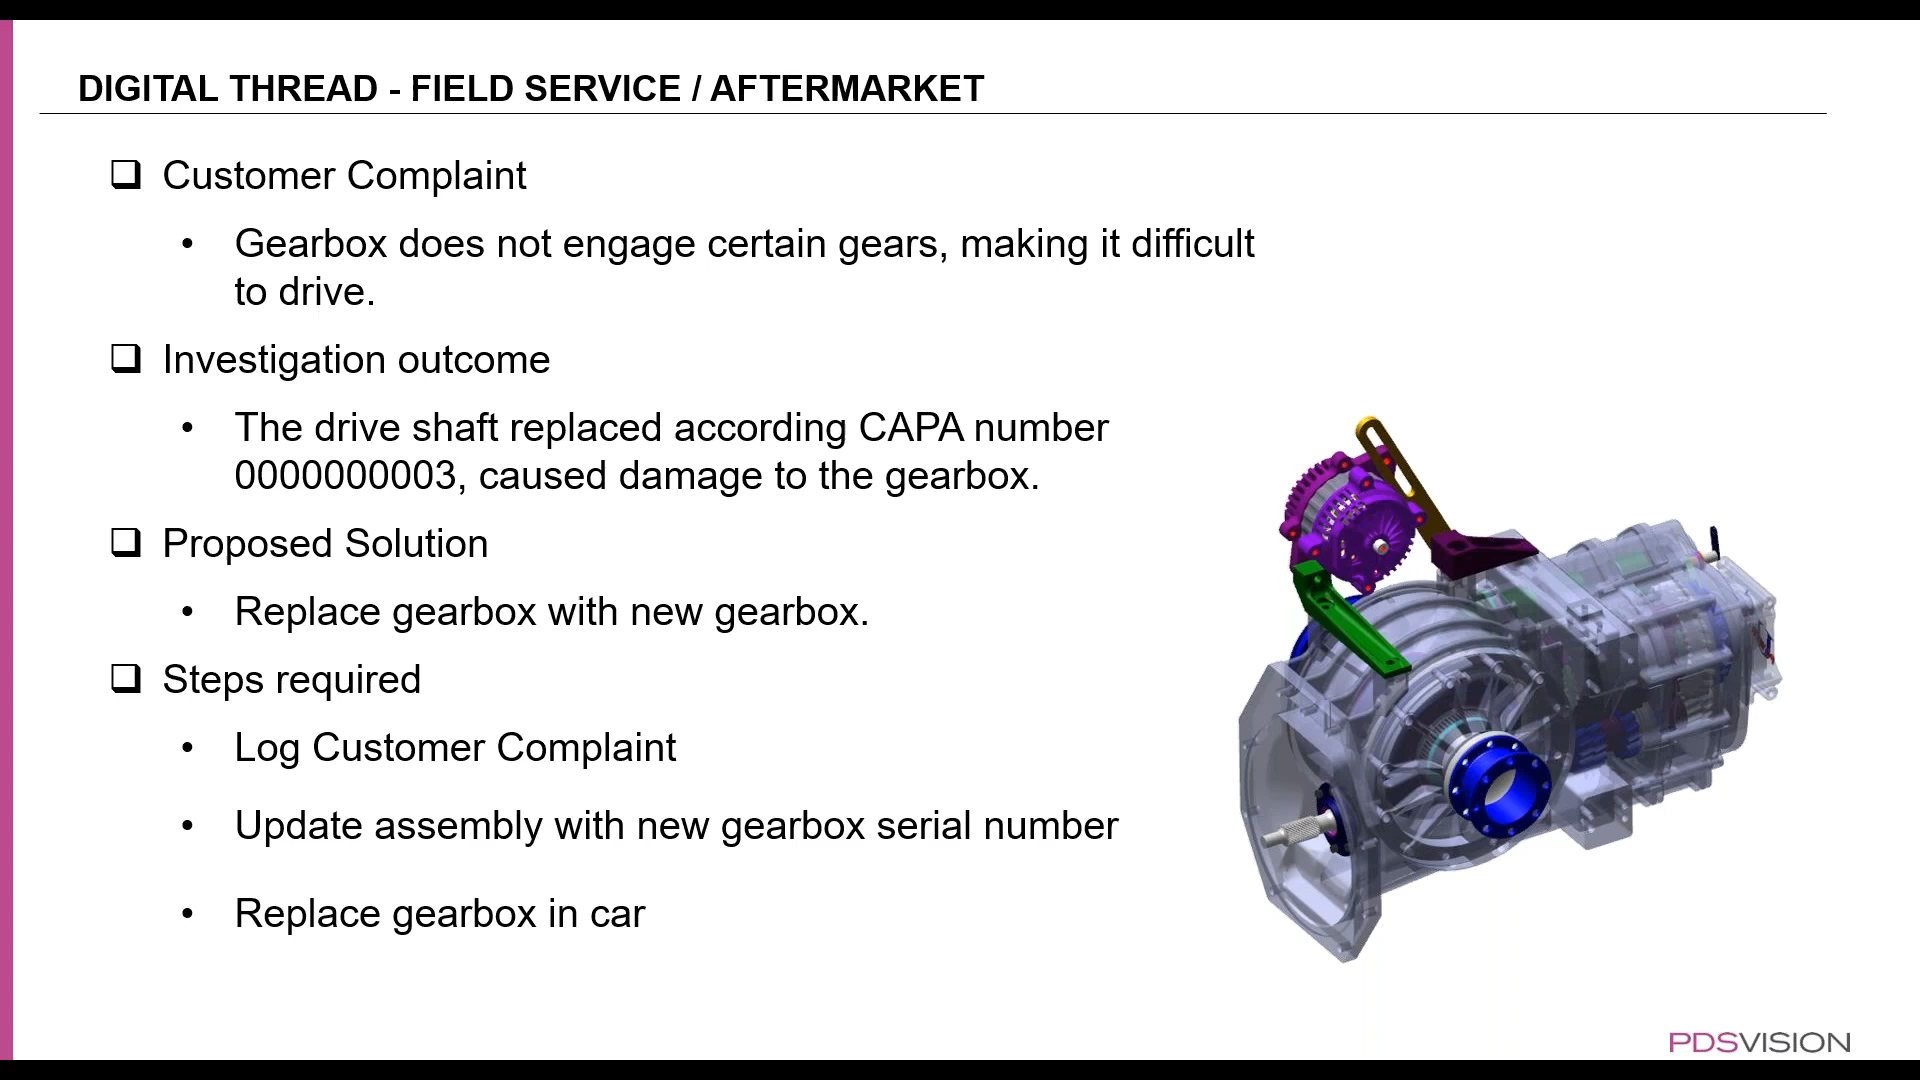 DIGITAL THREAD - FIELD SERVICE / AFTERMARKET
Customer Complaint
• Gearbox does not engage certain gears, making it difficult
to drive.
Investigation outcome
• The drive shaft replaced according CAPA number
0000000003, caused damage to the gearbox.
Proposed Solution
• Replace gearbox with new gearbox.
Steps required
• Log Customer Complaint
• Update assembly with new gearbox serial number
• Replace gearbox in car
PDSVISION